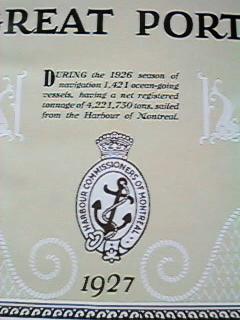 GREAT PORT
DURING the 1926 season of
navigation 1,421 ocean-going
vessels, having a net registered
tonnage of 4,221,730 tons, sailed
from the Harbour of Montreal.
HARBOUR COMMISSIONERS OF MONTREAL
1927